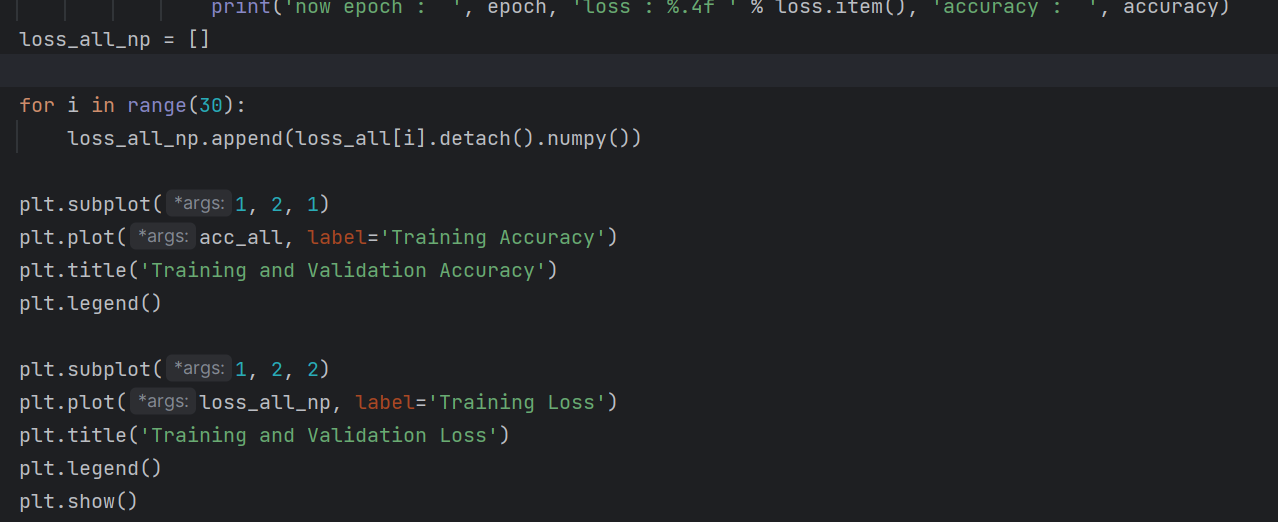 print('now epoch :  ', epoch, 'loss : %.4f ' % loss.item(), 'accuracy :  ', accuracy)
loss_all_np = []
for i in range(30):
loss_all_np.append(loss_all[i].detach().numpy())
plt.subplot( *args: 1, 2, 1)
plt.plot( *args: acc_all, label='Training Accuracy')
plt.title('Training and Validation Accuracy')
plt.legend()
plt.subplot( *args: 1, 2, 2)
plt.plot( *args: loss_all_np, label='Training Loss')
plt.title('Training and Validation Loss')
plt.legend()
plt.show()